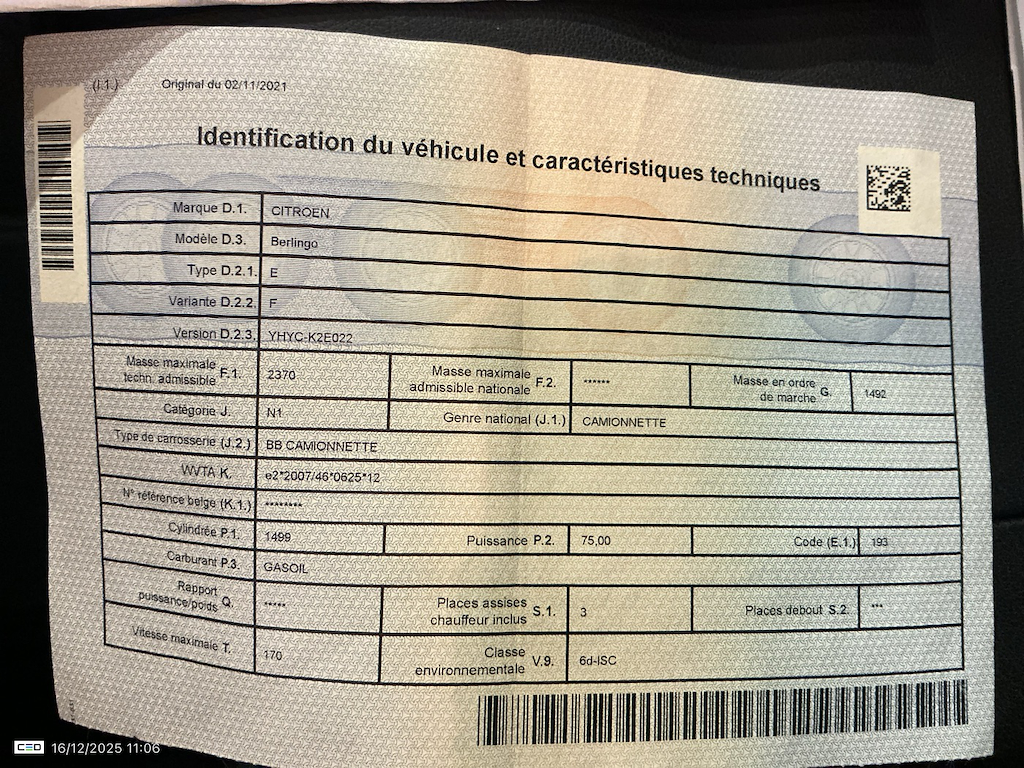 (I.1.) Original du 02/11/2021
Identification du véhicule et caractéristiques techniques
Marque D.1. CITROEN
Modèle D.3. Berlingo
Type D.2.1. E
Variante D.2.2. F
Version D.2.3. YHYC-K2E022
Masse maximale
techn. admissible F.1. 2370
Masse maximale
admissible nationale F.2. ******
Masse en ordre
de marche G. 1492
Catégorie J. N1 Genre national (J.1.) CAMIONNETTE
Type de carrosserie (J.2.) BB CAMIONNETTE
WVTA K. e2*2007/46*0625*12
N° référence belge (K.1.) ********
Cylindrée P.1. 1499 Puissance P.2. 75,00 Code (E.1.) 193
Carburant P.3. GASOIL
Rapport
puissance/poids Q. *****
Places assises
chauffeur inclus S.1. 3
Places debout S.2. ***
Vitesse maximale T. 170
Classe
environnementale V.9. 6d-ISC
CEO 16/12/2025 11:06